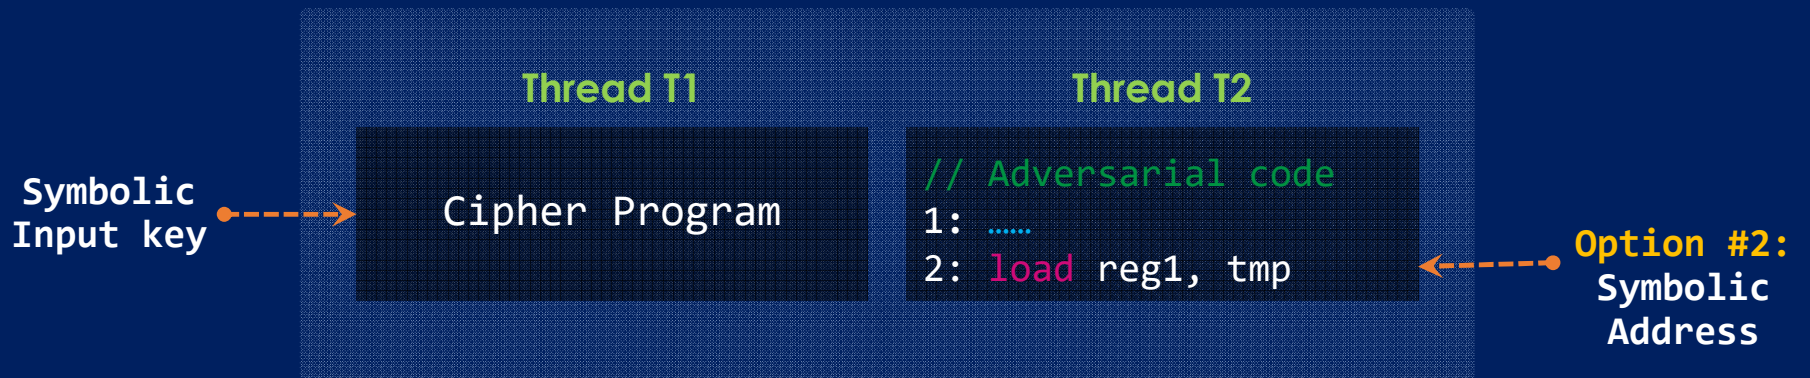 Thread T1
Thread T2
Symbolic
Input key
Cipher Program
// Adversarial code
1: ……
2: load reg1, tmp
Option #2:
Symbolic
Address